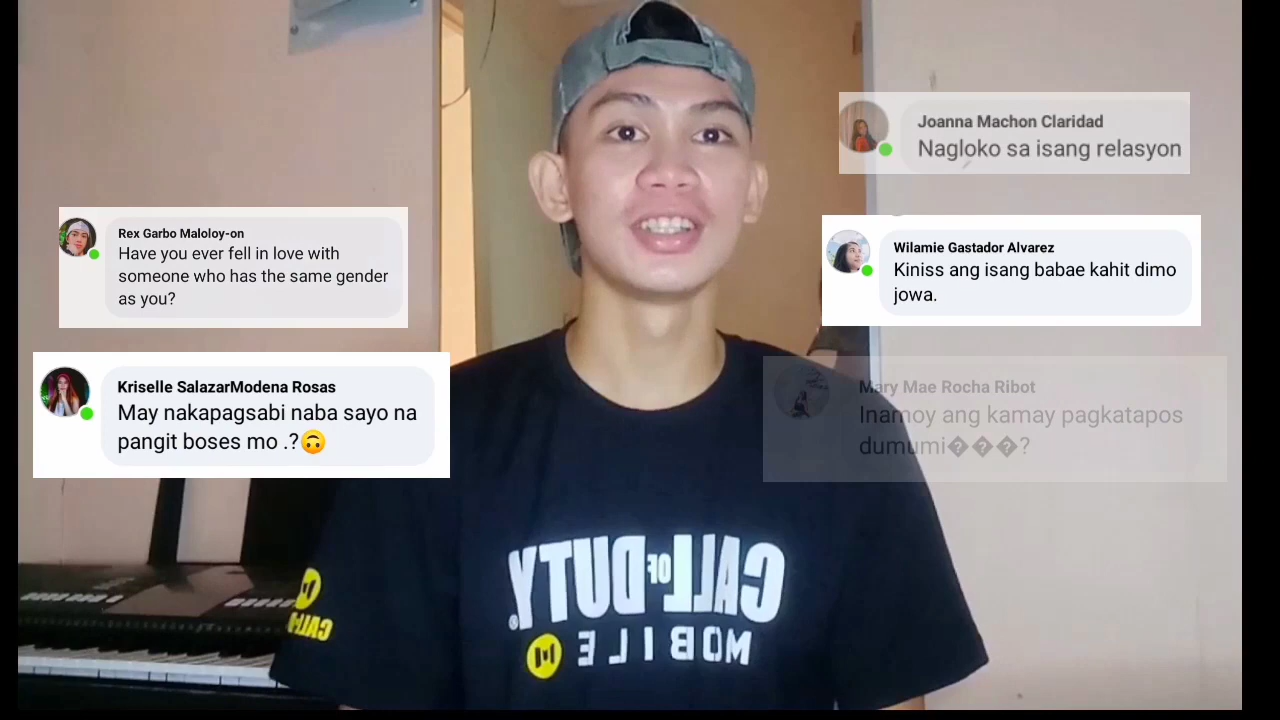 Joanna Machon Claridad
Nagloko sa isang relasyon
Rex Garbo Maloloy-on
Have you ever fell in love with
someone who has the same gender
as you?
Wilamie Gastador Alvarez
Kiniss ang isang babae kahit dimo
jowa.
Kriselle SalazarModena Rosas
May nakapagsabi naba sayo na
pangit boses mo .?🙃
Mary Mae Rocha Ribot
Inamoy ang kamay pagkatapos
dumumi���?
CALL OF DUTY®
MOBILE
CALL